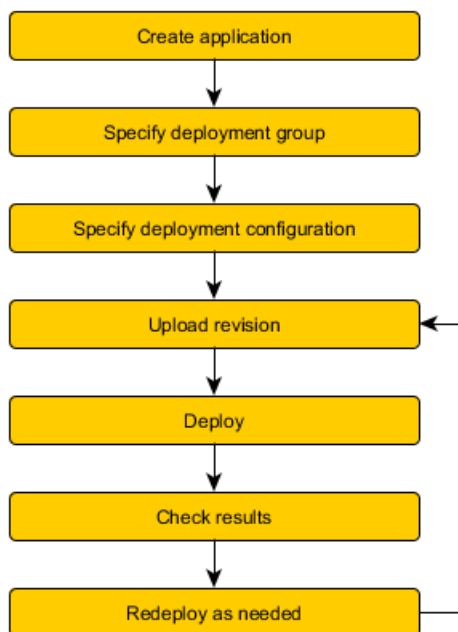 Create application
Specify deployment group
Specify deployment configuration
Upload revision
Deploy
Check results
Redeploy as needed